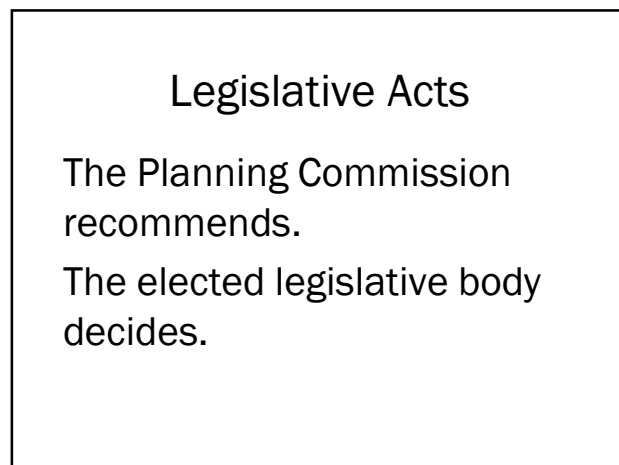 Legislative Acts
The Planning Commission
recommends.
The elected legislative body
decides.